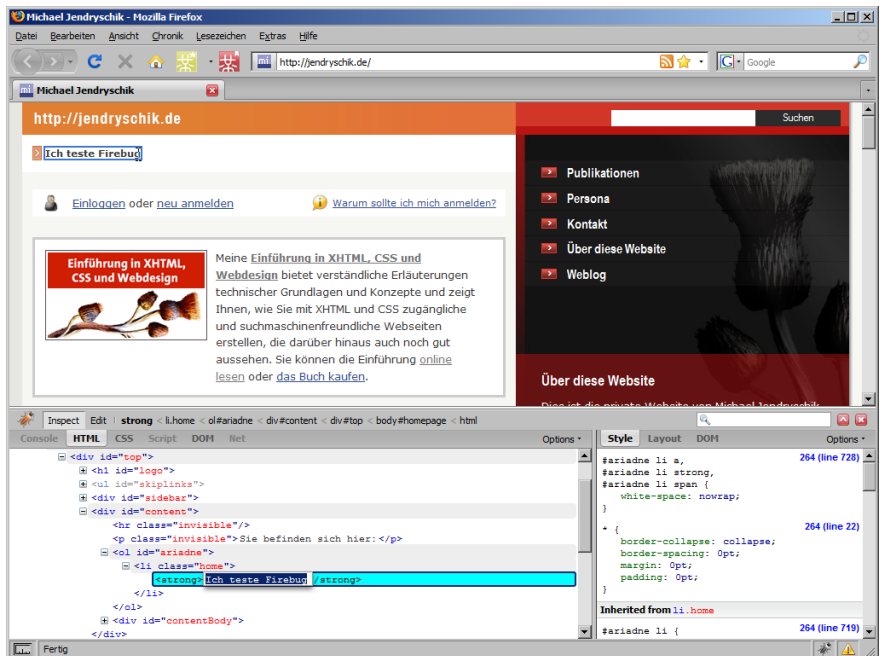 Michael Jendryschik - Mozilla Firefox
Datei Bearbeiten Ansicht Chronik Lesezeichen Extras Hilfe
http://jendryschik.de/
Google
Michael Jendryschik
http://jendryschik.de
Suchen
Ich teste Firebug
Einloggen oder neu anmelden
Warum sollte ich mich anmelden?
Publikationen
Persona
Kontakt
Über diese Website
Weblog
Einführung in XHTML,
CSS und Webdesign
Meine Einführung in XHTML, CSS und
Webdesign bietet verständliche Erläuterungen
technischer Grundlagen und Konzepte und zeigt
Ihnen, wie Sie mit XHTML und CSS zugängliche
und suchmaschinenfreundliche Webseiten
erstellen, die darüber hinaus auch noch gut
aussehen. Sie können die Einführung online
lesen oder das Buch kaufen.
Über diese Website
Dies ist die private Website von Michael Jendryschik
Inspect Edit strong < li.home < ol#ariadne < div#content < div#top < body#homepage < html
Console HTML CSS Script DOM Net Options
<div id="top">
<h1 id="logo">
<ul id="skiplinks">
<div id="sidebar">
<div id="content">
<hr class="invisible"/>
<p class="invisible">Sie befinden sich hier:</p>
<ol id="ariadne">
<li class="home">
<strong>Ich teste Firebug /strong>
</li>
</ol>
<div id="contentBody">
</div>
Style Layout DOM Options
#ariadne li a, 264 (line 728)
#ariadne li strong,
#ariadne li span {
white-space: nowrap;
}
* { 264 (line 22)
border-collapse: collapse;
border-spacing: 0pt;
margin: 0pt;
padding: 0pt;
}
Inherited from li.home
#ariadne li { 264 (line 719)
Fertig